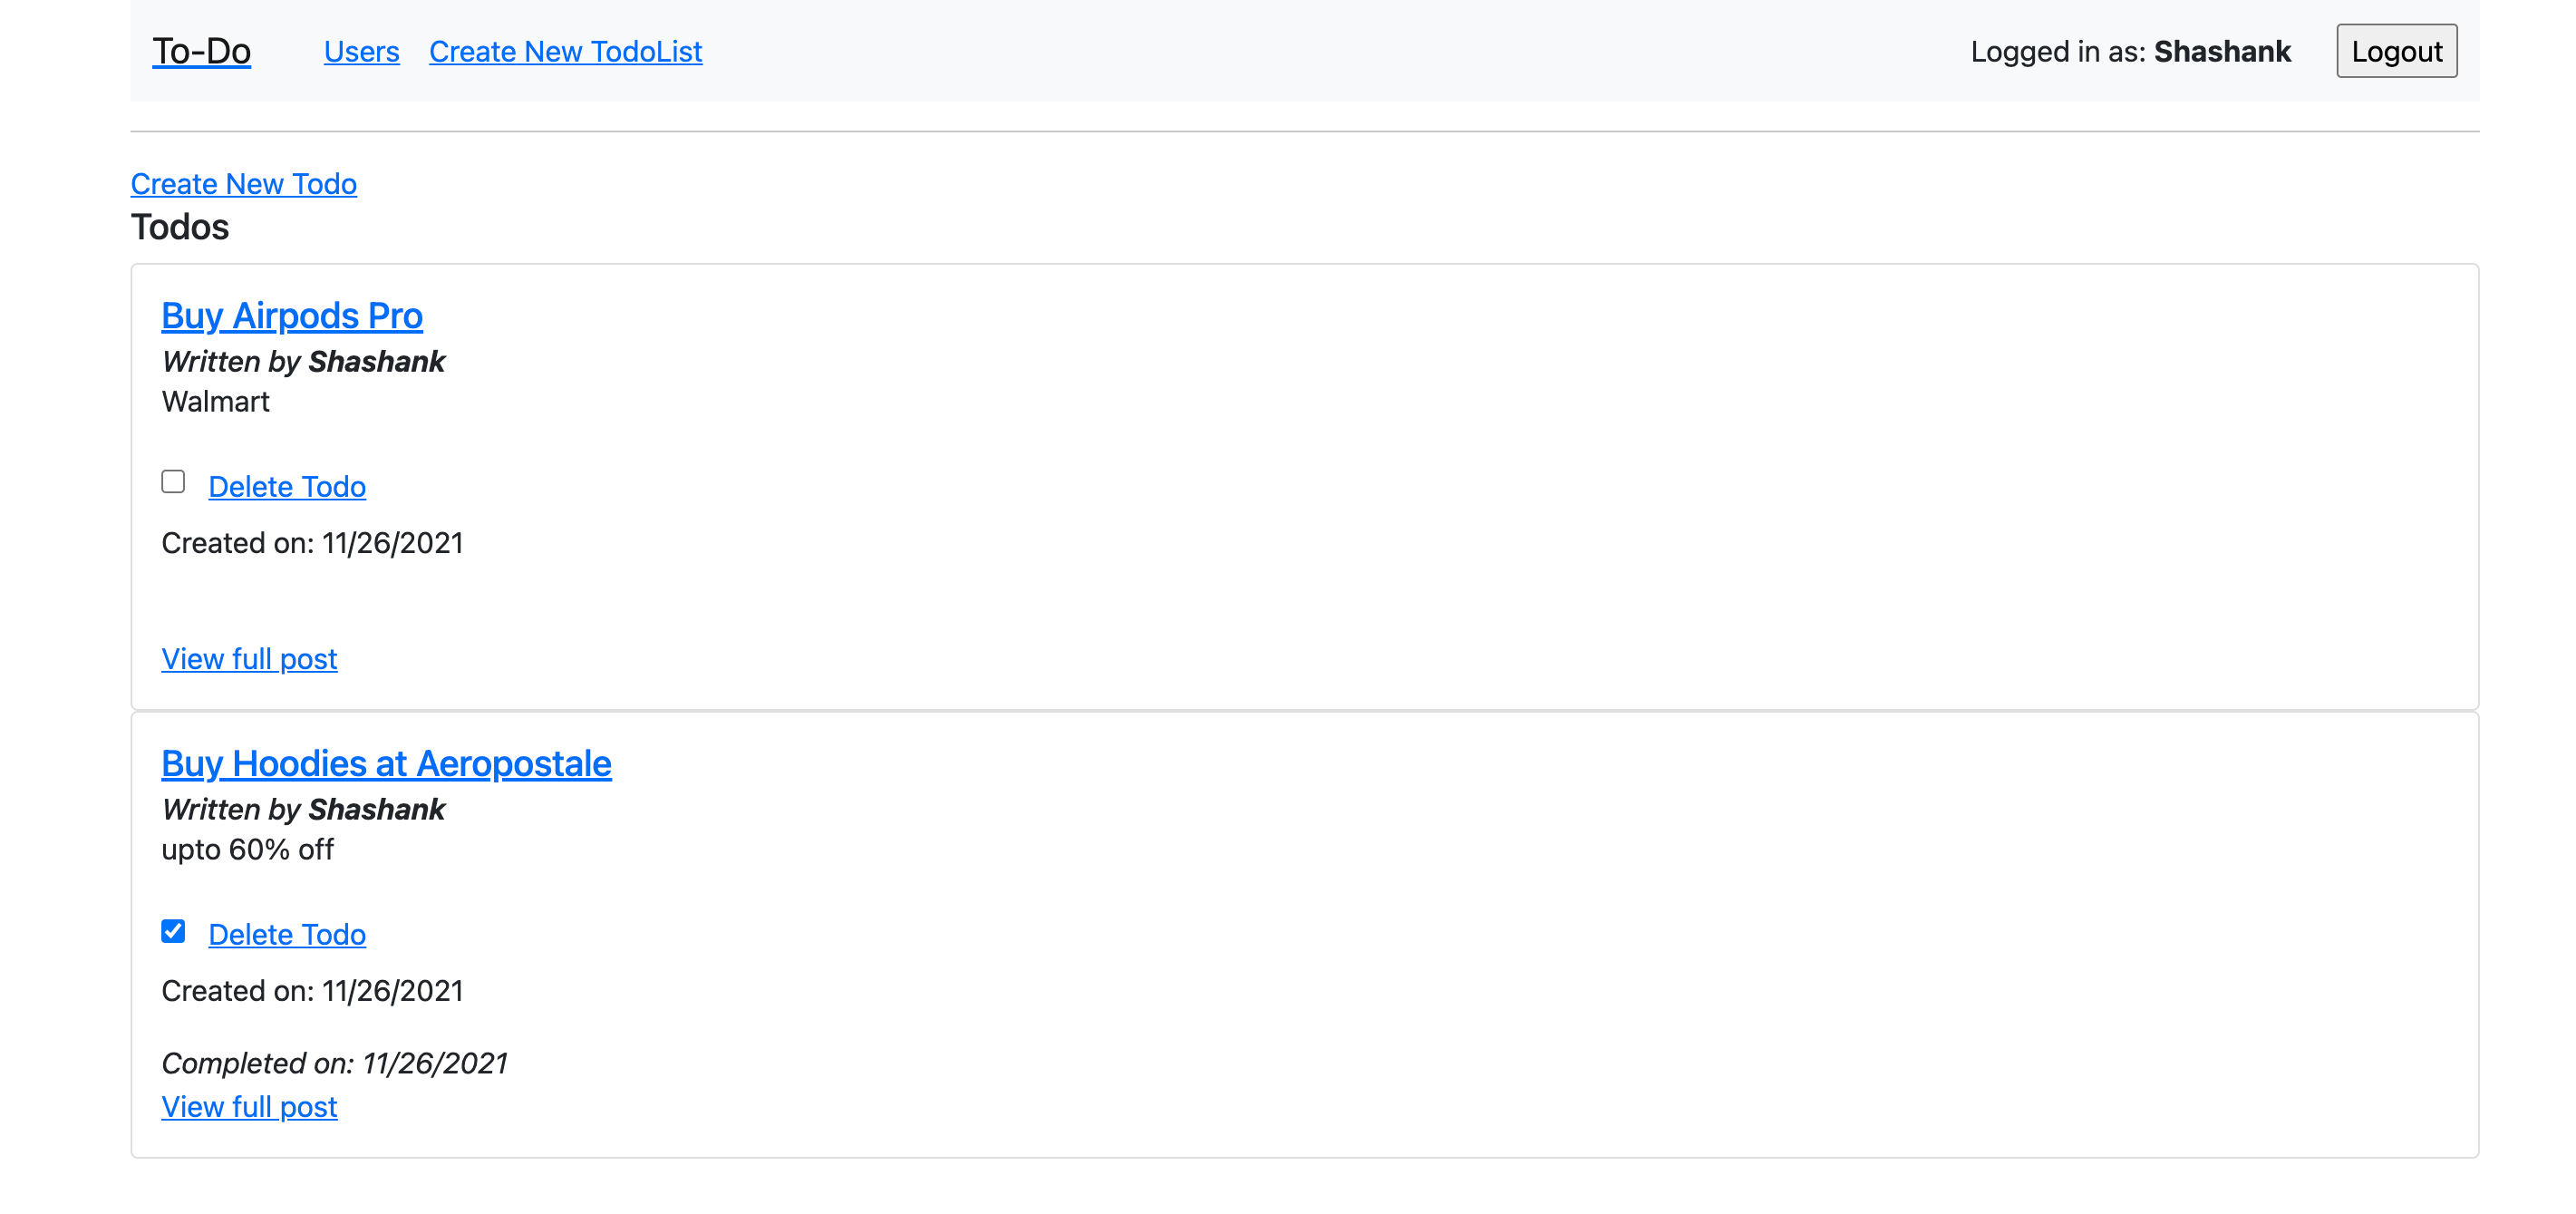 To-Do Users Create New TodoList Logged in as: Shashank Logout
Create New Todo
Todos
Buy Airpods Pro
Written by Shashank
Walmart
Delete Todo
Created on: 11/26/2021
View full post
Buy Hoodies at Aeropostale
Written by Shashank
upto 60% off
Delete Todo
Created on: 11/26/2021
Completed on: 11/26/2021
View full post